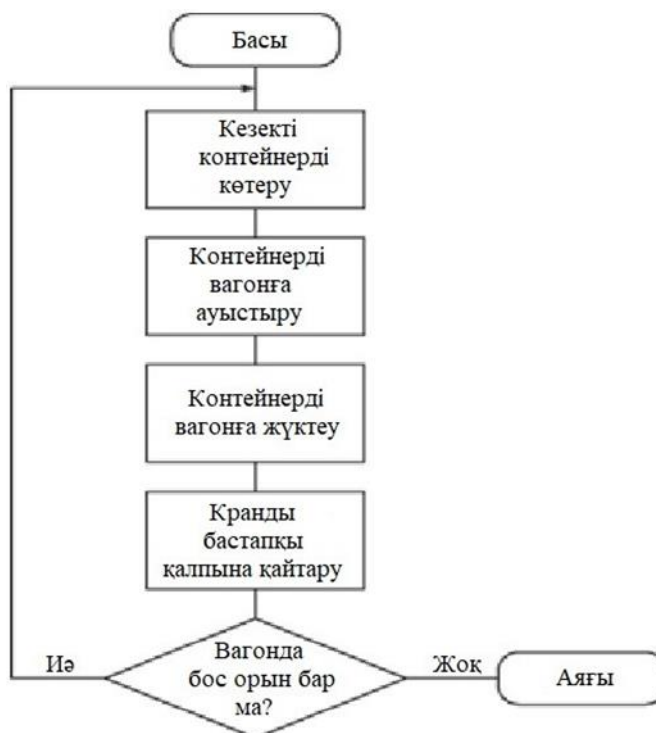 Басы
Кезекті
контейнерді
көтеру
Контейнерді
вагонға
ауыстыру
Контейнерді
вагонға жүктеу
Кранды
бастапқы
қалпына қайтару
Вагонда
бос орын бар
ма?
Иә
Жоқ
Аяғы